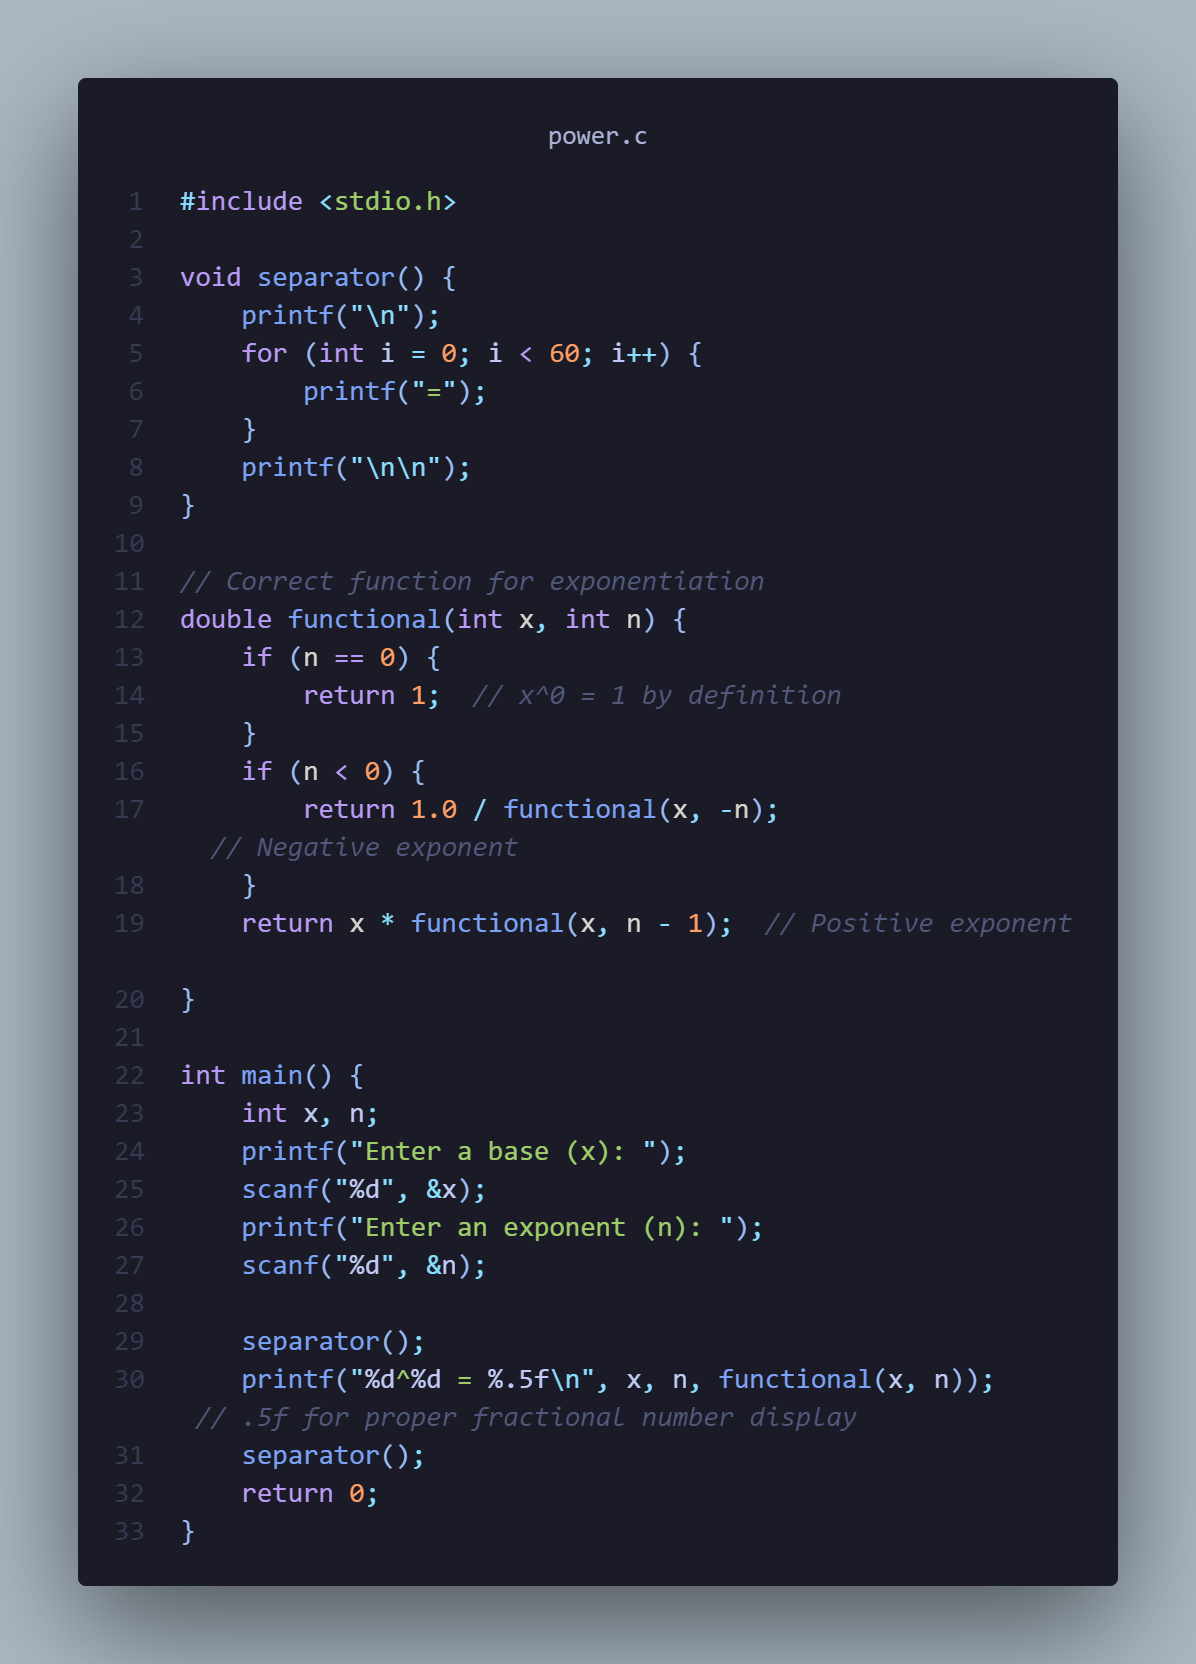 power.c
1 #include <stdio.h>
2
3 void separator() {
4     printf("\n");
5     for (int i = 0; i < 60; i++) {
6         printf("=");
7     }
8     printf("\n\n");
9 }
10
11 // Correct function for exponentiation
12 double functional(int x, int n) {
13     if (n == 0) {
14         return 1;  // x^0 = 1 by definition
15     }
16     if (n < 0) {
17         return 1.0 / functional(x, -n);
  // Negative exponent
18     }
19     return x * functional(x, n - 1);  // Positive exponent
20 }
21
22 int main() {
23     int x, n;
24     printf("Enter a base (x): ");
25     scanf("%d", &x);
26     printf("Enter an exponent (n): ");
27     scanf("%d", &n);
28
29     separator();
30     printf("%d^%d = %.5f\n", x, n, functional(x, n));
 // .5f for proper fractional number display
31     separator();
32     return 0;
33 }